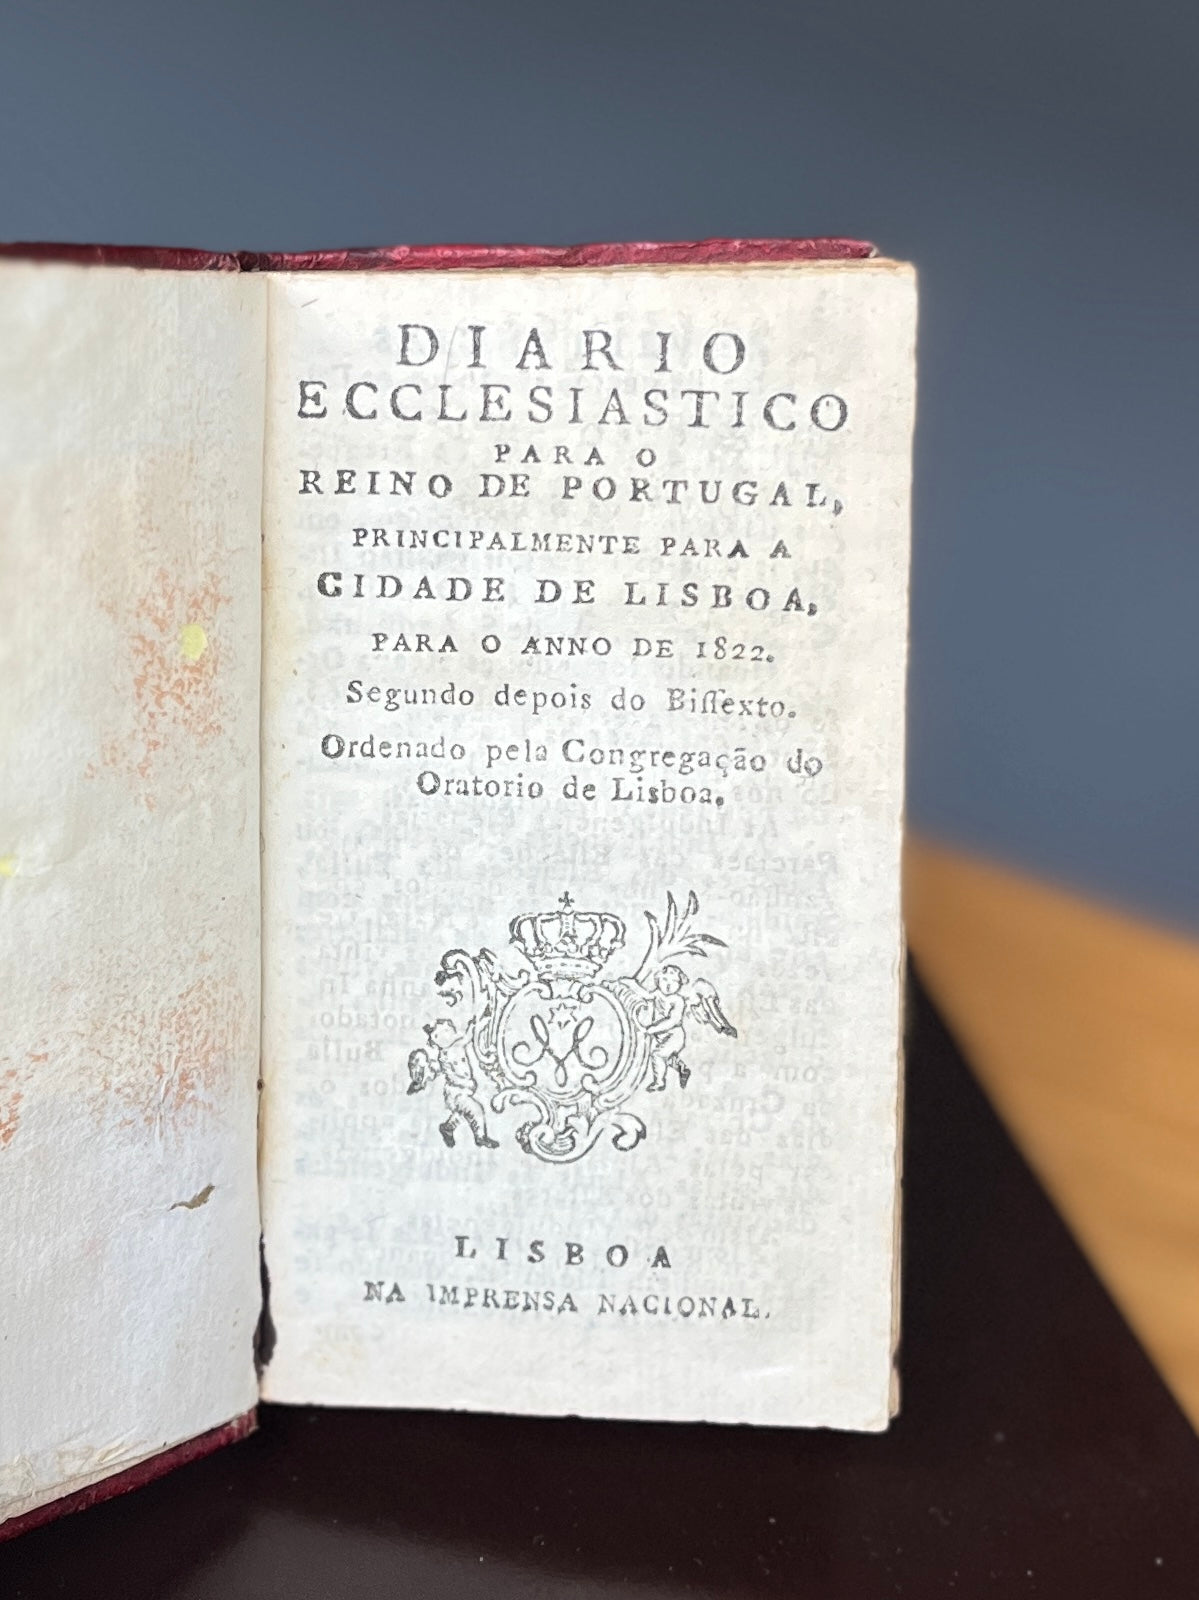 DIARIO
ECCLESIASTICO
PARA O
REINO DE PORTUGAL,
PRINCIPALMENTE PARA A
CIDADE DE LISBOA,
PARA O ANNO DE 1822.
Segundo depois do Biſſexto.
Ordenado pela Congregação do
Oratorio de Lisboa.
LISBOA
NA IMPRENSA NACIONAL.